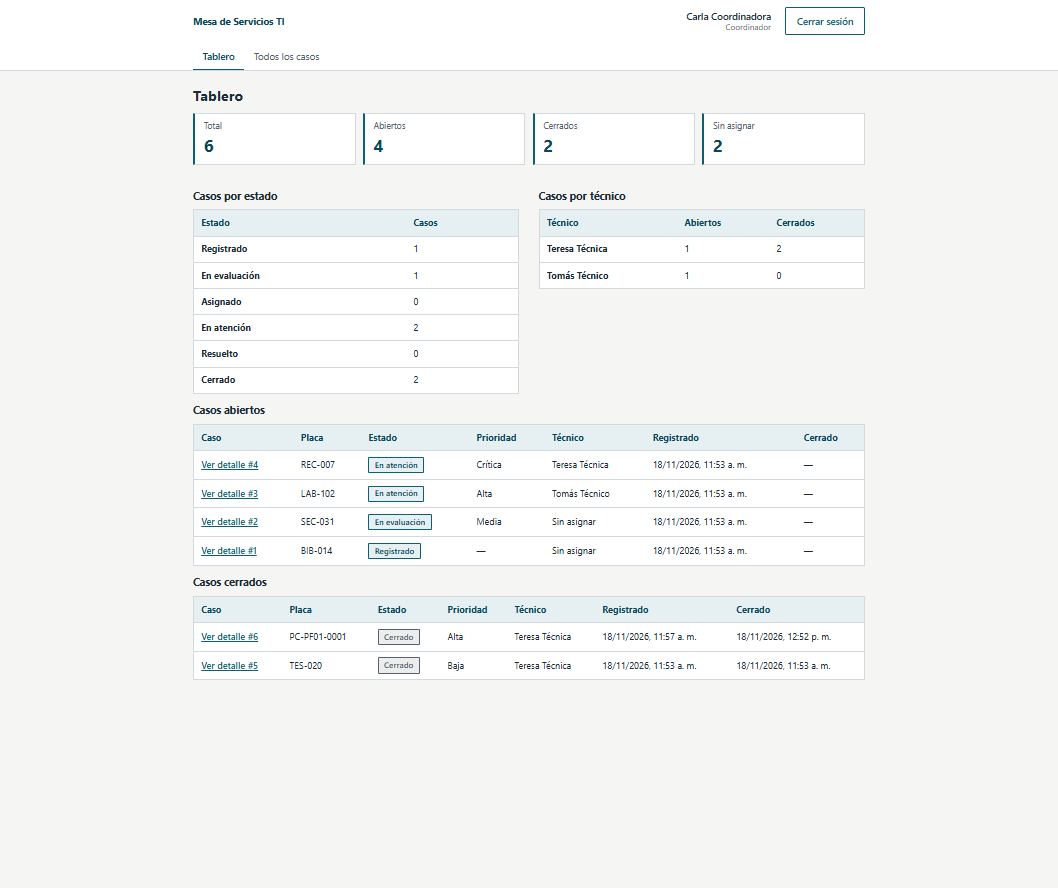 Mesa de Servicios TI
Carla Coordinadora
Coordinador
Cerrar sesión
Tablero Todos los casos
Tablero
Total Abiertos Cerrados Sin asignar
6 4 2 2
Casos por estado
Estado Casos
Registrado 1
En evaluación 1
Asignado 0
En atención 2
Resuelto 0
Cerrado 2
Casos por técnico
Técnico Abiertos Cerrados
Teresa Técnica 1 2
Tomás Técnico 1 0
Casos abiertos
Caso Placa Estado Prioridad Técnico Registrado Cerrado
Ver detalle #4 REC-007 En atención Crítica Teresa Técnica 18/11/2026, 11:53 a. m. —
Ver detalle #3 LAB-102 En atención Alta Tomás Técnico 18/11/2026, 11:53 a. m. —
Ver detalle #2 SEC-031 En evaluación Media Sin asignar 18/11/2026, 11:53 a. m. —
Ver detalle #1 BIB-014 Registrado — Sin asignar 18/11/2026, 11:53 a. m. —
Casos cerrados
Caso Placa Estado Prioridad Técnico Registrado Cerrado
Ver detalle #6 PC-PF01-0001 Cerrado Alta Teresa Técnica 18/11/2026, 11:57 a. m. 18/11/2026, 12:52 p. m.
Ver detalle #5 TES-020 Cerrado Baja Teresa Técnica 18/11/2026, 11:53 a. m. 18/11/2026, 11:53 a. m.